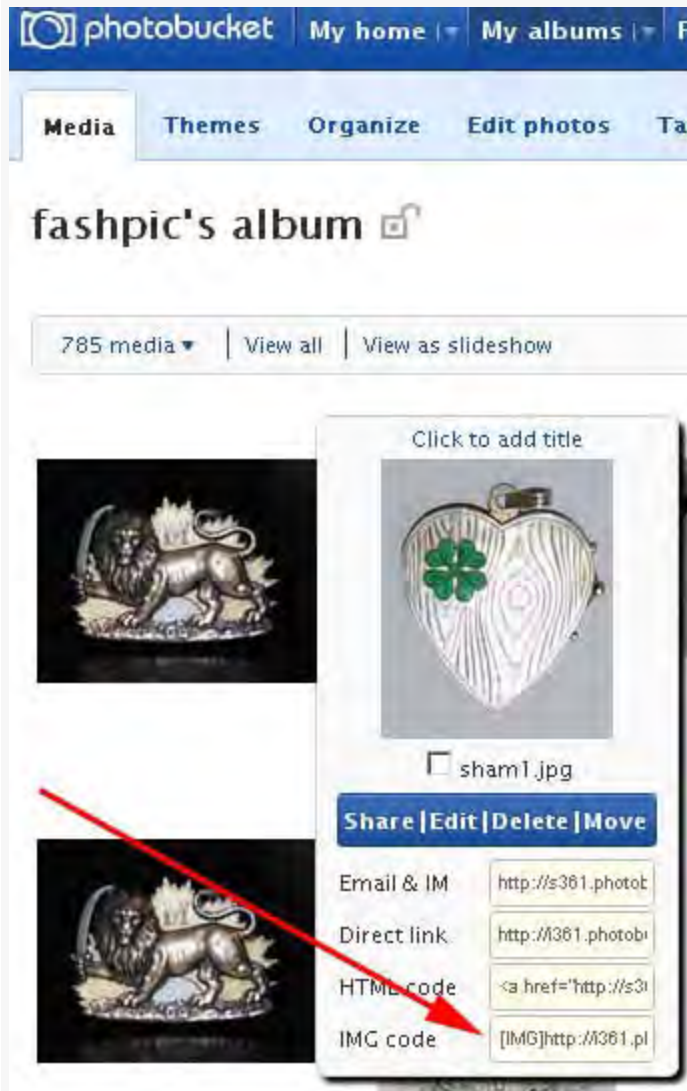 photobucket My home My albums
Media Themes Organize Edit photos
fashpic's album
785 media View all View as slideshow
Click to add title
sham1.jpg
Share|Edit|Delete|Move
Email & IM http://s361.photob
Direct link http://i361.photob
HTML code <a href="http://s3
IMG code [IMG]http://i361.pl